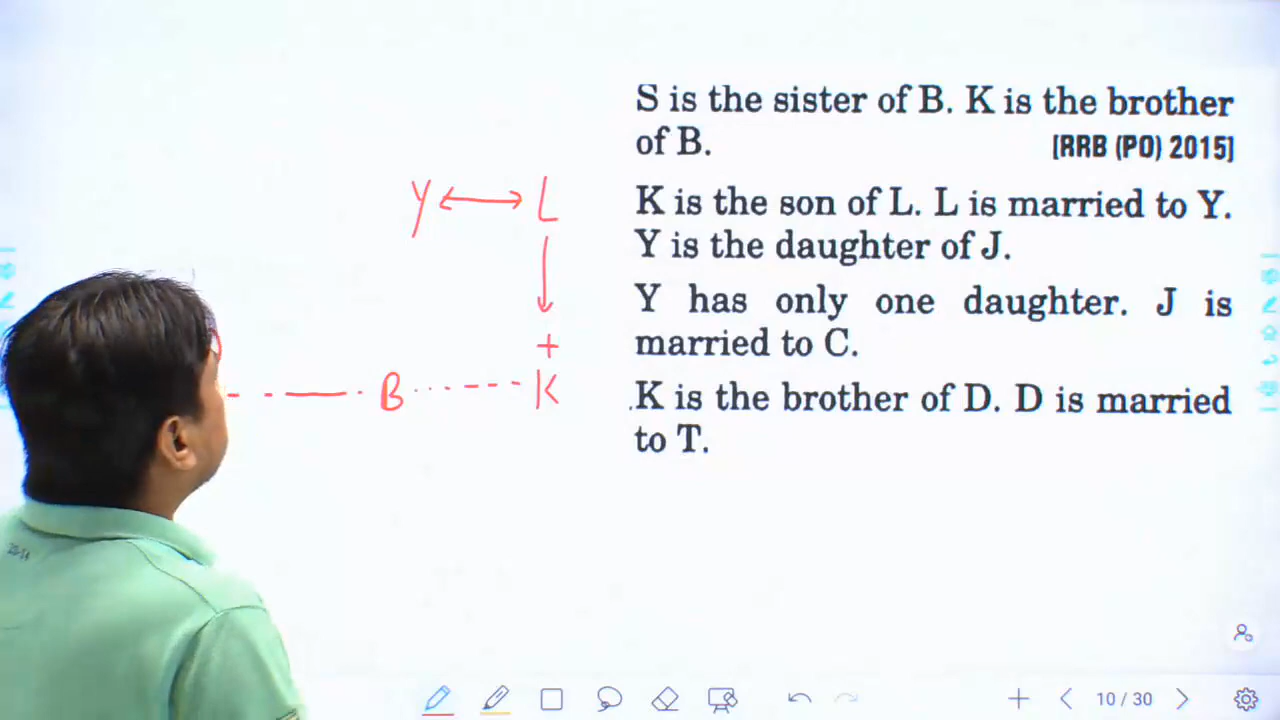 S is the sister of B. K is the brother
of B. [RRB (PO) 2015]
K is the son of L. L is married to Y.
Y is the daughter of J.
Y has only one daughter. J is
married to C.
K is the brother of D. D is married
to T.
Y L
+
B K
10 / 30